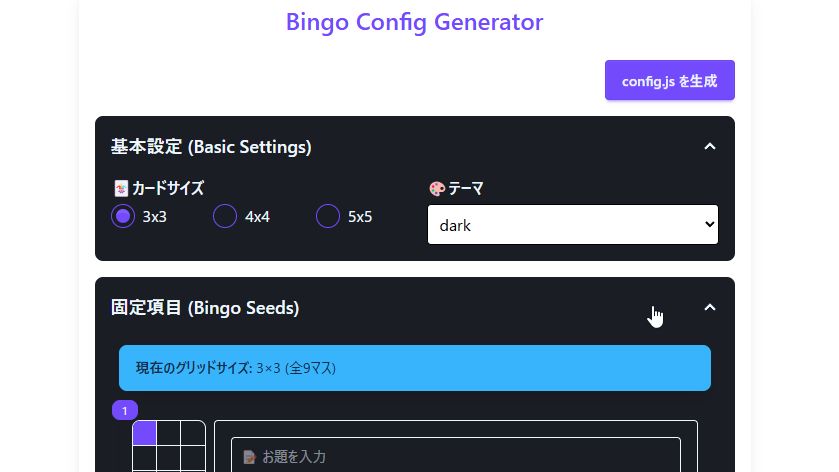 Bingo Config Generator
config.js を生成
基本設定 (Basic Settings)
🃏 カードサイズ
🎨 テーマ
3x3
4x4
5x5
dark
固定項目 (Bingo Seeds)
現在のグリッドサイズ: 3×3 (全9マス)
1
📝 お題を入力